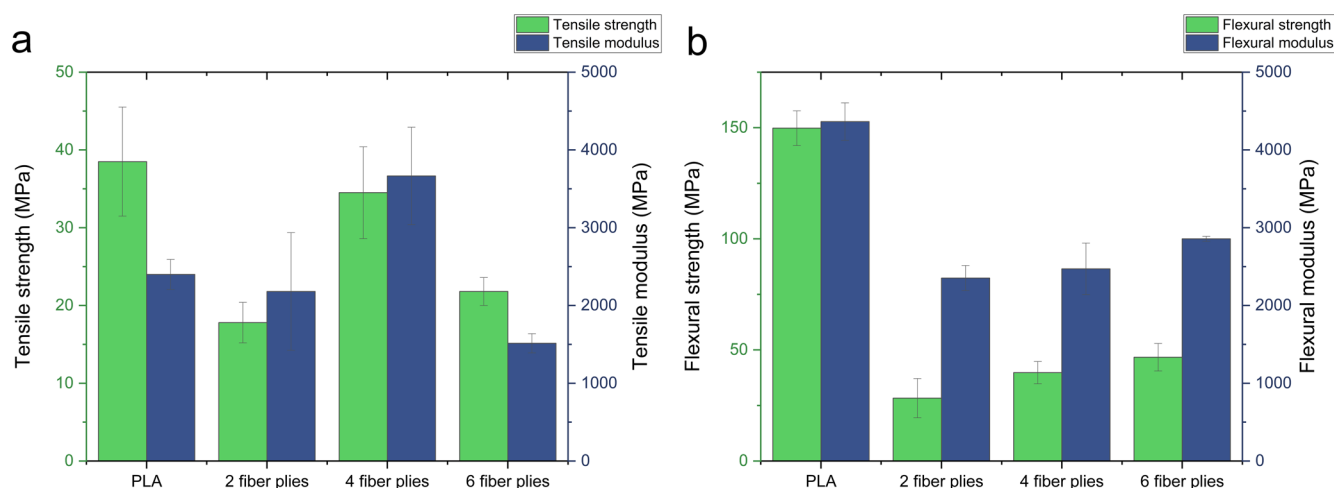 a
Tensile strength
Tensile modulus
50
40
30
20
10
0
Tensile strength (MPa)
5000
4000
3000
2000
1000
0
Tensile modulus (MPa)
PLA
2 fiber plies
4 fiber plies
6 fiber plies
b
Flexural strength
Flexural modulus
150
100
50
0
Flexural strength (MPa)
5000
4000
3000
2000
1000
0
Flexural modulus (MPa)
PLA
2 fiber plies
4 fiber plies
6 fiber plies